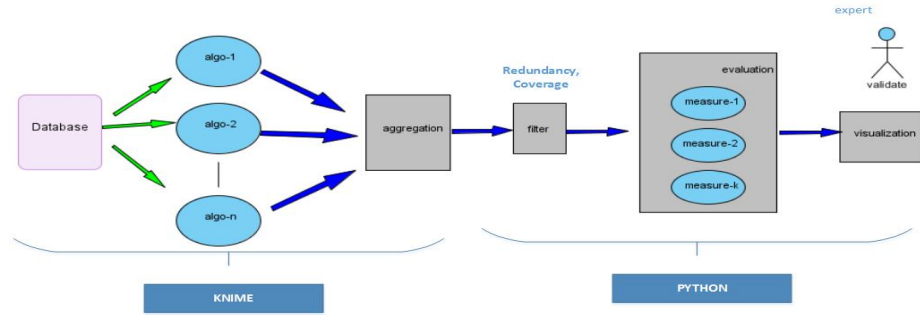 expert
algo-1
Redundancy,
Coverage
evaluation
validate
Database
algo-2
aggregation
filter
measure-1
measure-2
measure-k
visualization
algo-n
KNIME
PYTHON